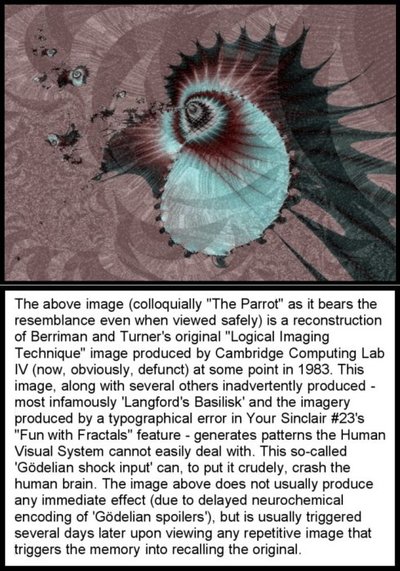 The above image (colloquially "The Parrot" as it bears the
resemblance even when viewed safely) is a reconstruction
of Berriman and Turner's original "Logical Imaging
Technique" image produced by Cambridge Computing Lab
IV (now, obviously, defunct) at some point in 1983. This
image, along with several others inadvertently produced -
most infamously 'Langford's Basilisk' and the imagery
produced by a typographical error in Your Sinclair #23's
"Fun with Fractals" feature - generates patterns the Human
Visual System cannot easily deal with. This so-called
'Gödelian shock input' can, to put it crudely, crash the
human brain. The image above does not usually produce
any immediate effect (due to delayed neurochemical
encoding of 'Gödelian spoilers'), but is usually triggered
several days later upon viewing any repetitive image that
triggers the memory into recalling the original.